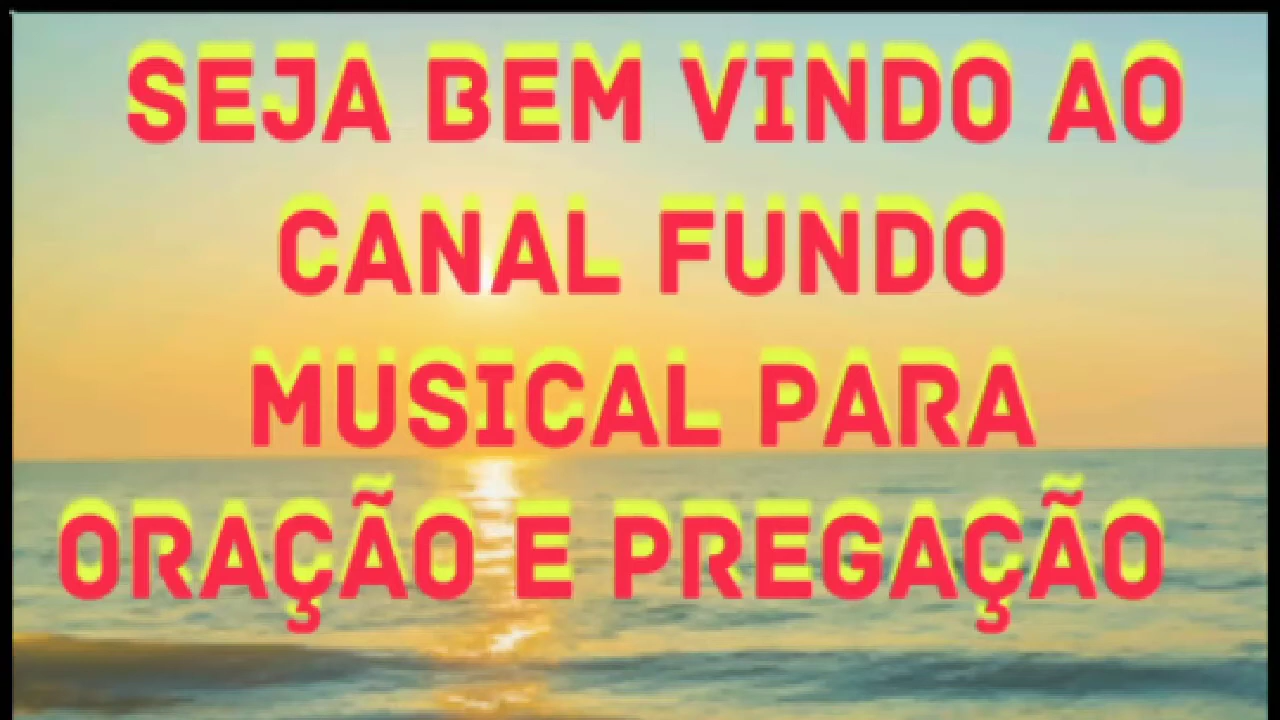 SEJA BEM VINDO AO
CANAL FUNDO
MUSICAL PARA
ORAÇÃO E PREGAÇÃO